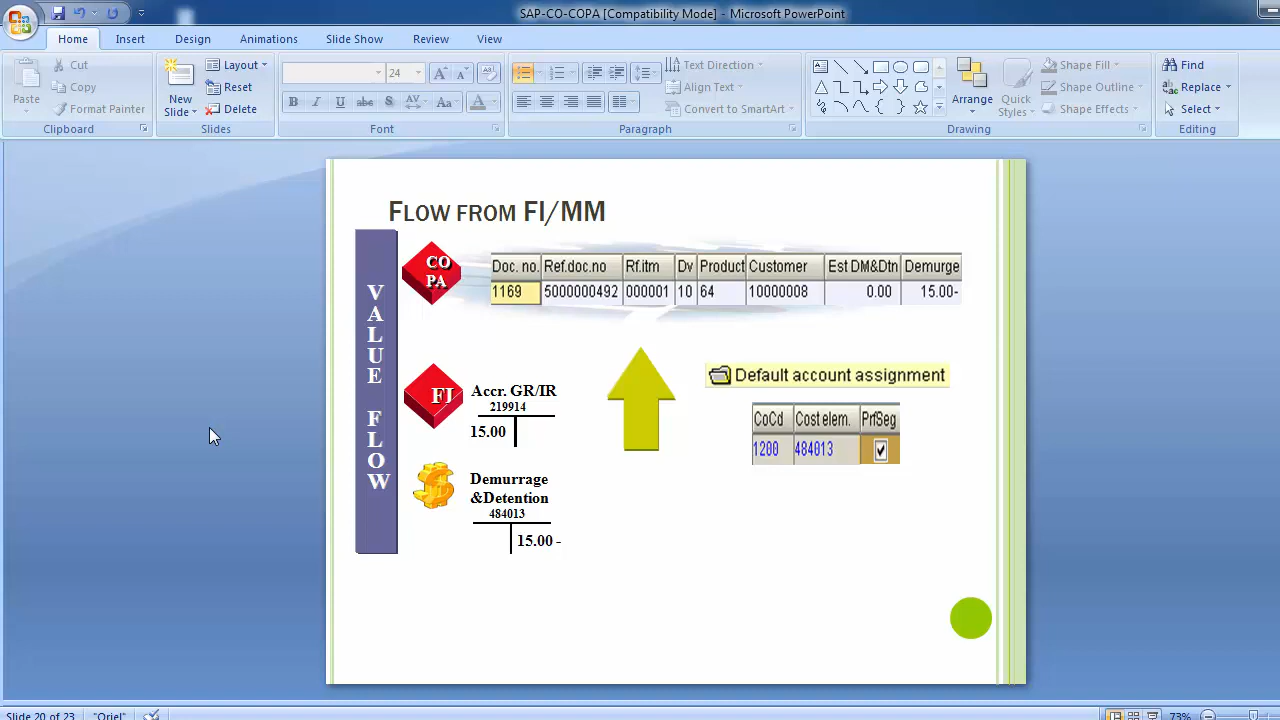 SAP-CO-COPA [Compatibility Mode] - Microsoft PowerPoint
Home Insert Design Animations Slide Show Review View
Paste
Cut
Copy
Format Painter
Clipboard
New Slide
Layout
Reset
Delete
Slides
24
B I U abc S AV Aa A
Font
Text Direction
Align Text
Convert to SmartArt
Paragraph
Arrange
Quick Styles
Shape Fill
Shape Outline
Shape Effects
Drawing
Find
Replace
Select
Editing
FLOW FROM FI/MM
VALUE FLOW
CO
PA
Doc. no. Ref.doc.no Rf.itm Dv Product Customer Est DM&Dtn Demurge
1169 5000000492 000001 10 64 10000008 0.00 15.00-
FI
Accr. GR/IR
219914
15.00
Default account assignment
CoCd Cost elem. PrfSeg
1200 484013
Demurrage
&Detention
484013
15.00 -
Slide 20 of 23 "Oriel" 73%